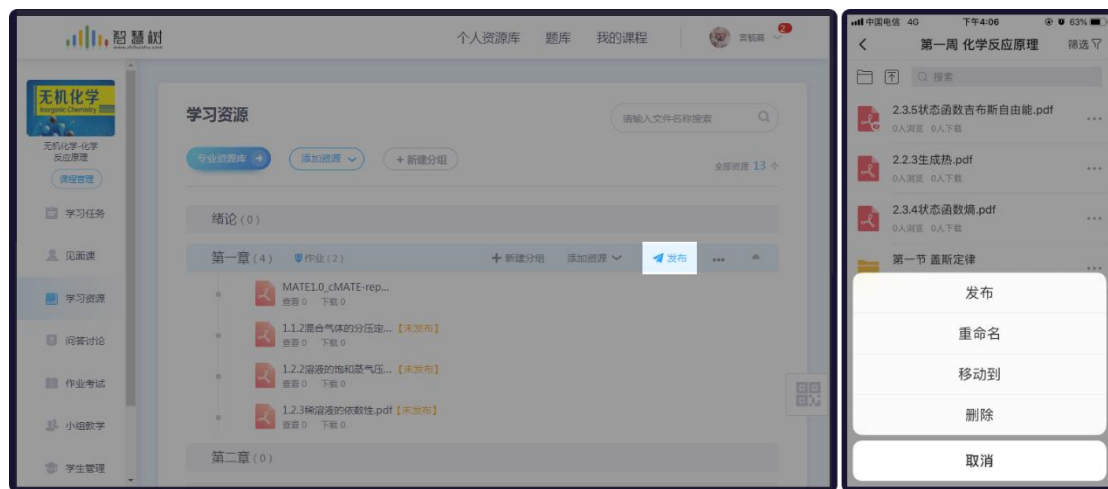 智慧树
www.zhihuishu.com
个人资源库 题库 我的课程
2
无机化学
Inorganic Chemistry
无机化学-化学
反应原理
课程管理
学习任务
见面课
学习资源
问答讨论
作业考试
小组教学
学生管理
学习资源
请输入文件名称搜索
专业资源库
添加资源
+ 新建分组
全部资源 13 个
绪论 (0)
第一章 (4) 作业 (2) + 新建分组 添加资源 发布 •••
MATE1.0_cMATE-rep...
查看 0 下载 0
1.1.2混合气体的分压定... 【未发布】
查看 0 下载 0
1.2.2溶液的饱和蒸气压... 【未发布】
查看 0 下载 0
1.2.3稀溶液的依数性.pdf 【未发布】
查看 0 下载 0
第二章 (0)
中国电信 4G 下午4:06 63%
第一周 化学反应原理 筛选
搜索
2.3.5状态函数吉布斯自由能.pdf
0人浏览 0人下载
2.2.3生成热.pdf
0人浏览 0人下载
2.3.4状态函数熵.pdf
0人浏览 0人下载
第一节 盖斯定律
发布
重命名
移动到
删除
取消